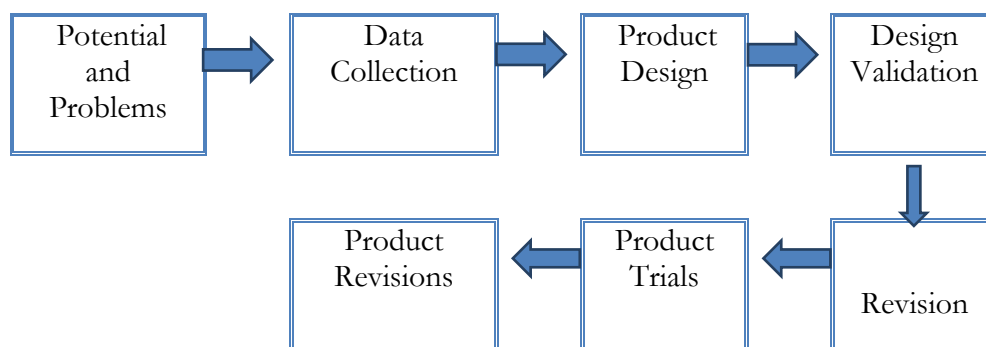 Potential
and
Problems
Data
Collection
Product
Design
Design
Validation
Product
Revisions
Product
Trials
Revision